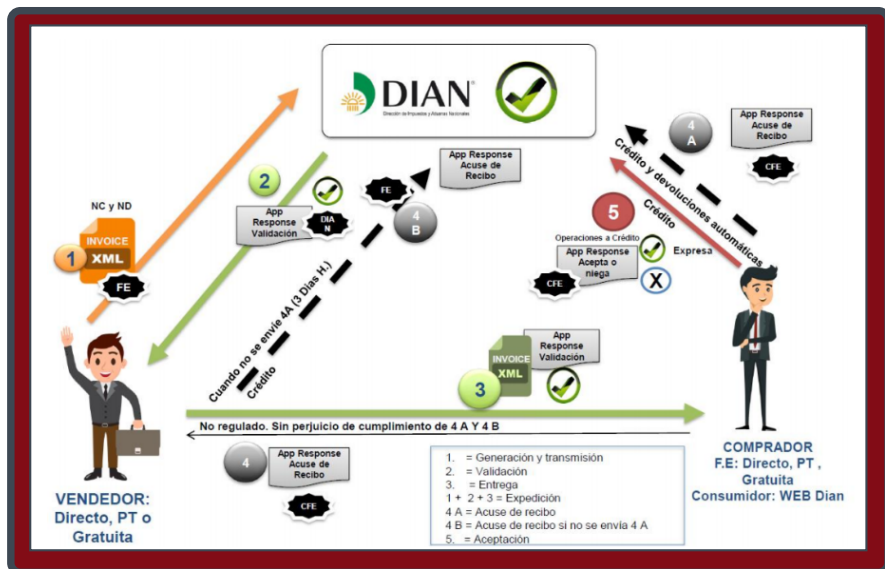 DIAN
Dirección de Impuestos y Aduanas Nacionales
4
A
App Response
Acuse de
Recibo
CFE
Crédito y devoluciones automáticas
Crédito
2
App
Response
Validación
DIA
N
FE
4
B
App Response
Acuse de
Recibo
NC y ND
1
INVOICE
XML
FE
5
Operaciones a Crédito
App Response
Acepta o
niega
CFE
Expresa
X
Cuando no se envíe 4A (3 Días H.)
Crédito
3
INVOICE
XML
App
Response
Validación
No regulado. Sin perjuicio de cumplimiento de 4 A Y 4 B
4
App Response
Acuse de
Recibo
CFE
VENDEDOR:
Directo, PT o
Gratuita
COMPRADOR
F.E: Directo, PT ,
Gratuita
Consumidor: WEB Dian
1. = Generación y transmisión
2. = Validación
3. = Entrega
1 + 2 + 3 = Expedición
4 A = Acuse de recibo
4 B = Acuse de recibo si no se envía 4 A
5. = Aceptación